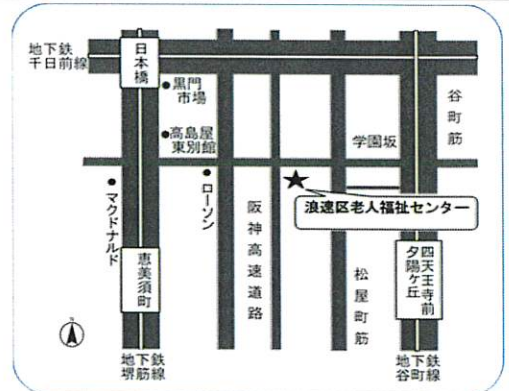 地下鉄
千日前線
日本橋
●黒門
市場
●高島屋
東別館
学園坂
谷町筋
★
浪速区老人福祉センター
●マクドナルド
●ローソン
阪神高速道路
松屋町筋
恵美須町
四天王寺前
夕陽ヶ丘
N
地下鉄
堺筋線
地下鉄
谷町線